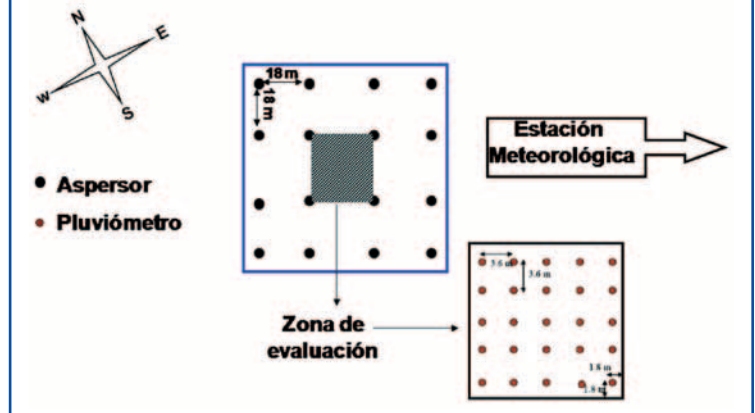 N
E
W
S
18 m
18 m
Estación
Meteorológica
Aspersor
Pluviómetro
3.6 m
3.6 m
Zona de
evaluación
1.8 m
1.8 m